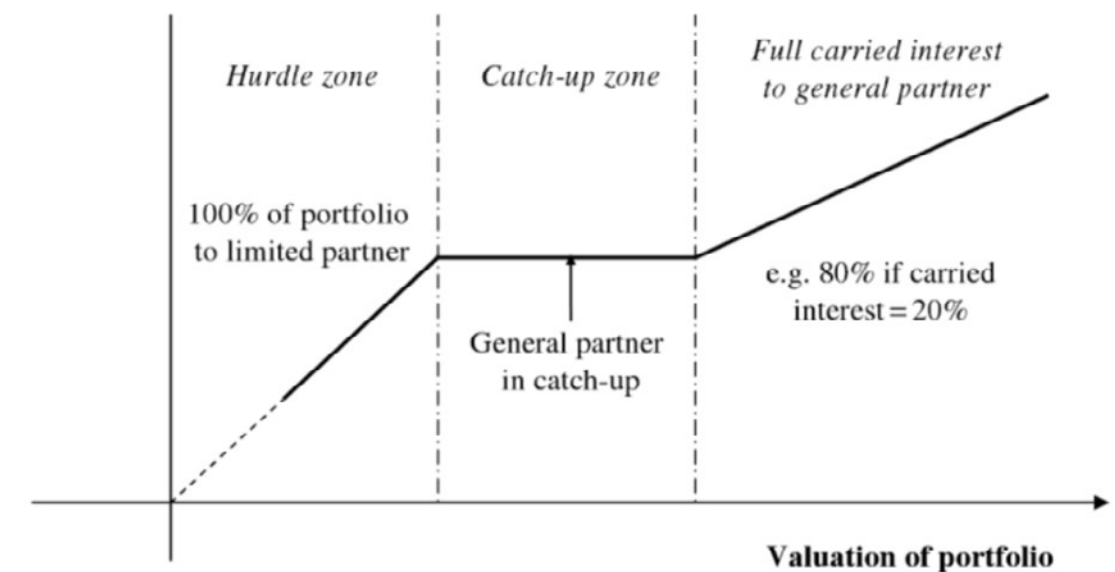 Hurdle zone
Catch-up zone
Full carried interest
to general partner
100% of portfolio
to limited partner
e.g. 80% if carried
interest = 20%
General partner
in catch-up
Valuation of portfolio